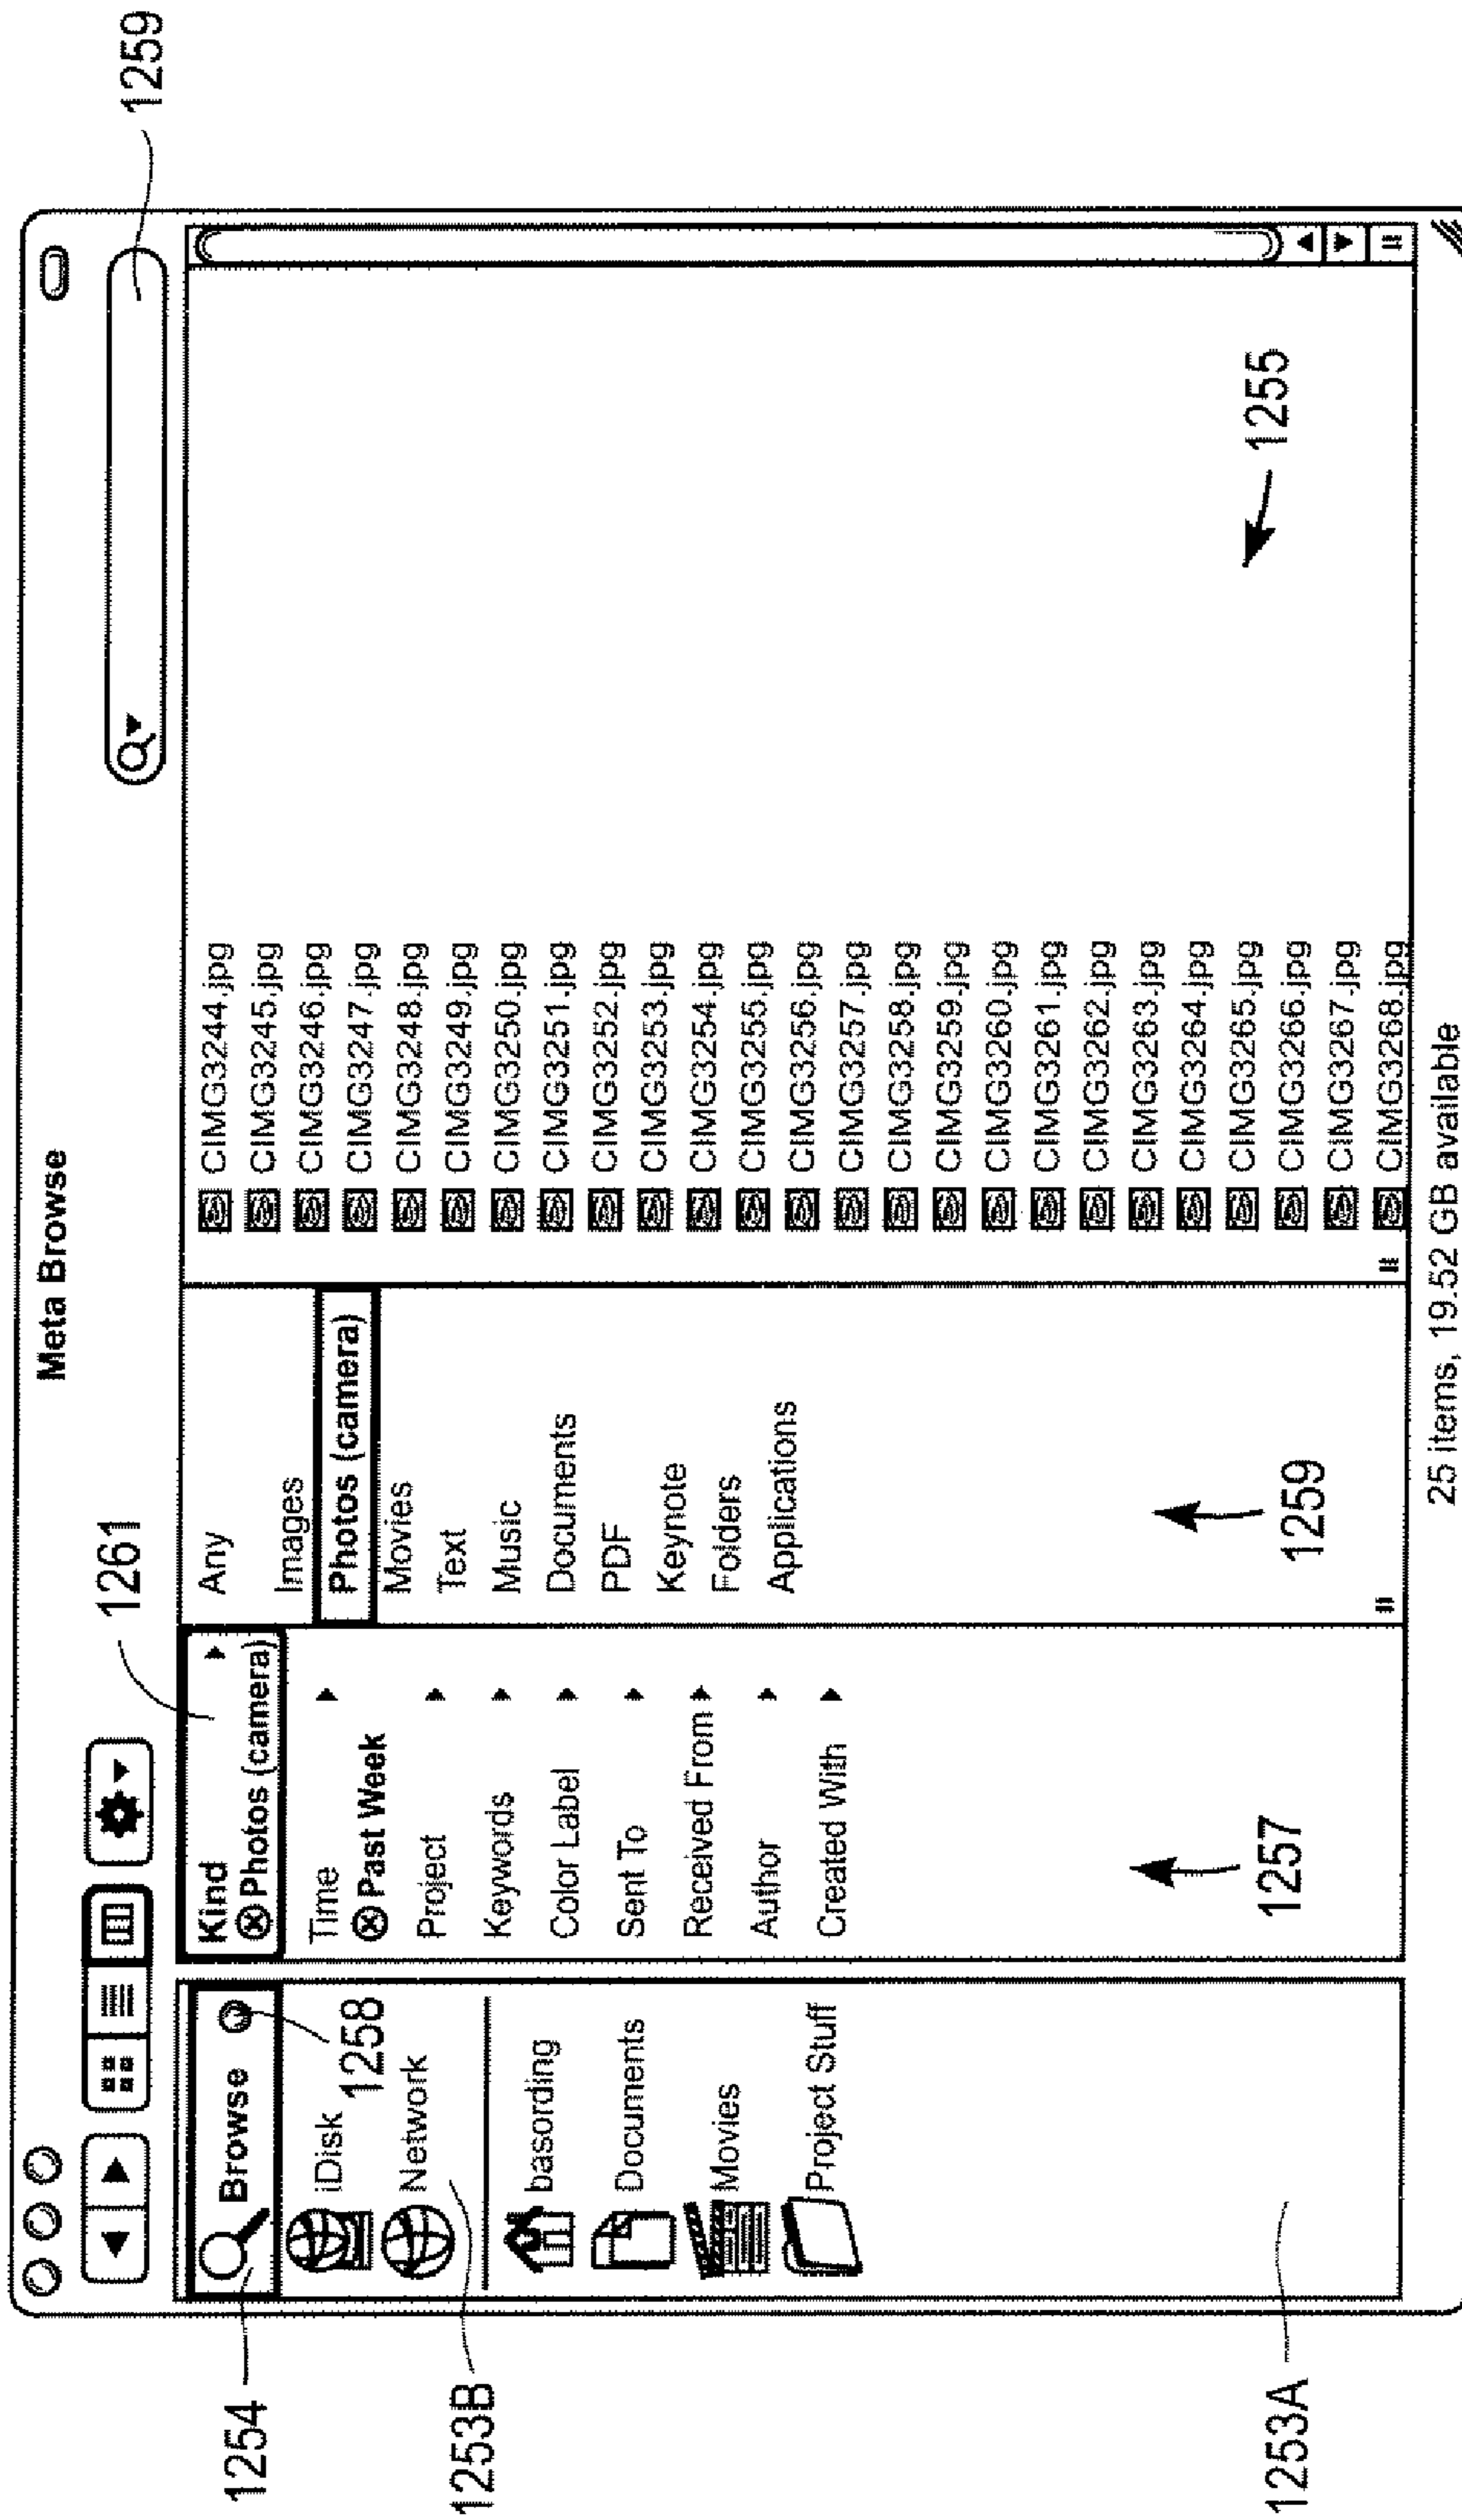 Meta Browse
1259
1261
1254
Browse
1258
iDisk
Network
1253B
basording
Documents
Movies
Project Stuff
1253A
Kind
Photos (camera)
Time
Past Week
Project
Keywords
Color Label
Sent To
Received From
Author
Created With
1257
Any
Images
Photos (camera)
Movies
Text
Music
Documents
PDF
Keynote
Folders
Applications
1259
CIMG3244.jpg
CIMG3245.jpg
CIMG3246.jpg
CIMG3247.jpg
CIMG3248.jpg
CIMG3249.jpg
CIMG3250.jpg
CIMG3251.jpg
CIMG3252.jpg
CIMG3253.jpg
CIMG3254.jpg
CIMG3255.jpg
CIMG3256.jpg
CIMG3257.jpg
CIMG3258.jpg
CIMG3259.jpg
CIMG3260.jpg
CIMG3261.jpg
CIMG3262.jpg
CIMG3263.jpg
CIMG3264.jpg
CIMG3265.jpg
CIMG3266.jpg
CIMG3267.jpg
CIMG3268.jpg
1255
25 items, 19.52 GB available